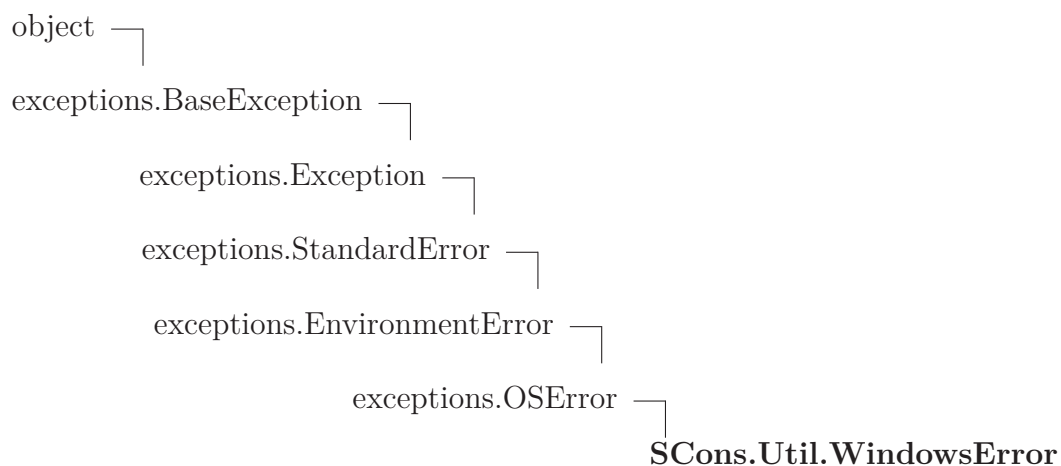 object
exceptions.BaseException
exceptions.Exception
exceptions.StandardError
exceptions.EnvironmentError
exceptions.OSError
SCons.Util.WindowsError